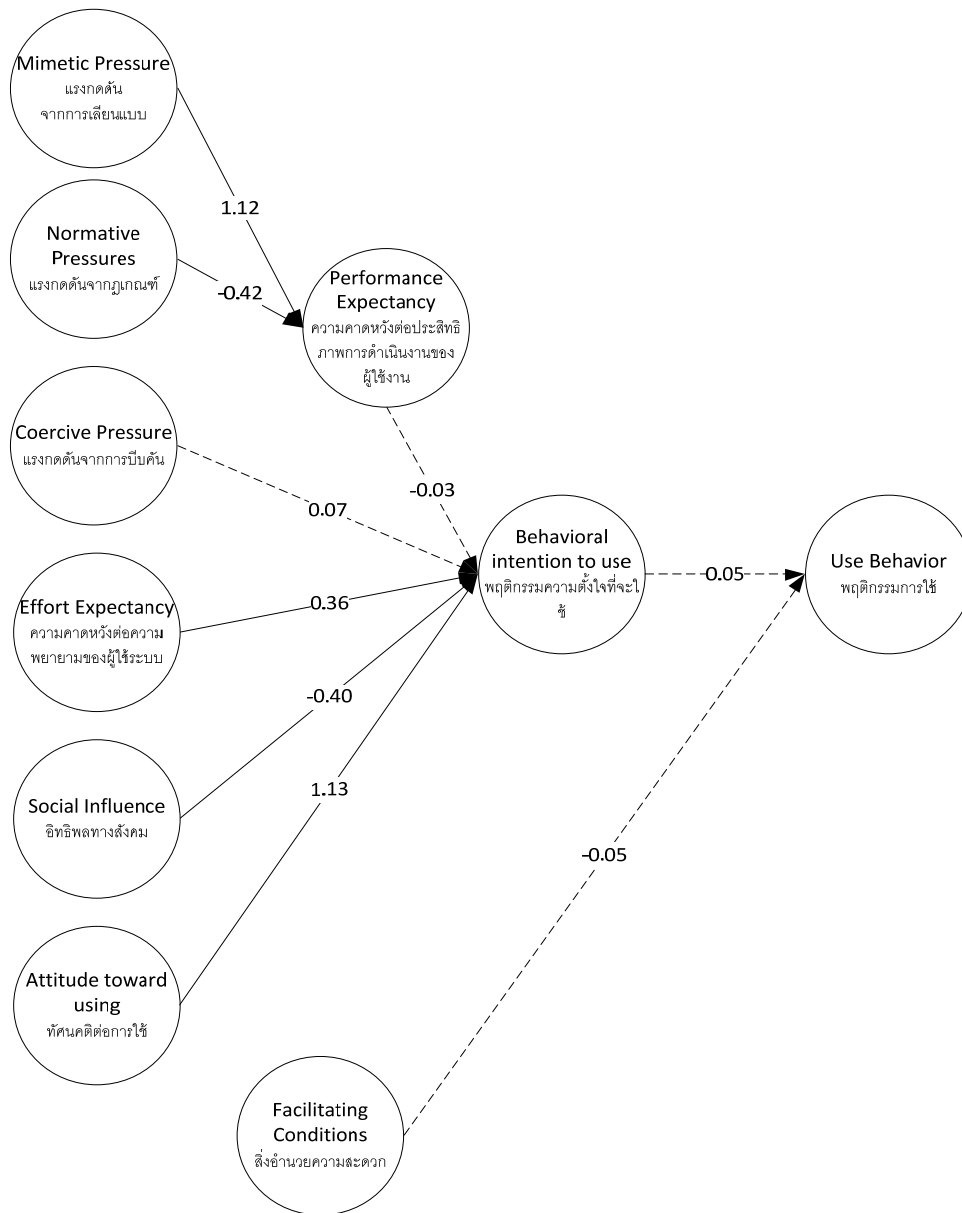 Mimetic Pressure
แรงกดดัน
จากการเลียนแบบ
1.12
Normative
Pressures
แรงกดดันจากกฎเกณฑ์
-0.42
Performance
Expectancy
ความคาดหวังต่อประสิทธิ
ภาพการดำเนินงานของ
ผู้ใช้งาน
Coercive Pressure
แรงกดดันจากการบีบคัน
0.07
-0.03
Behavioral
intention to use
พฤติกรรมความตั้งใจที่จะใ
ช้
0.05
Use Behavior
พฤติกรรมการใช้
Effort Expectancy
ความคาดหวังต่อความ
พยายามของผู้ใช้ระบบ
0.36
-0.40
Social Influence
อิทธิพลทางสังคม
1.13
-0.05
Attitude toward
using
ทัศนคติต่อการใช้
Facilitating
Conditions
สิ่งอำนวยความสะดวก